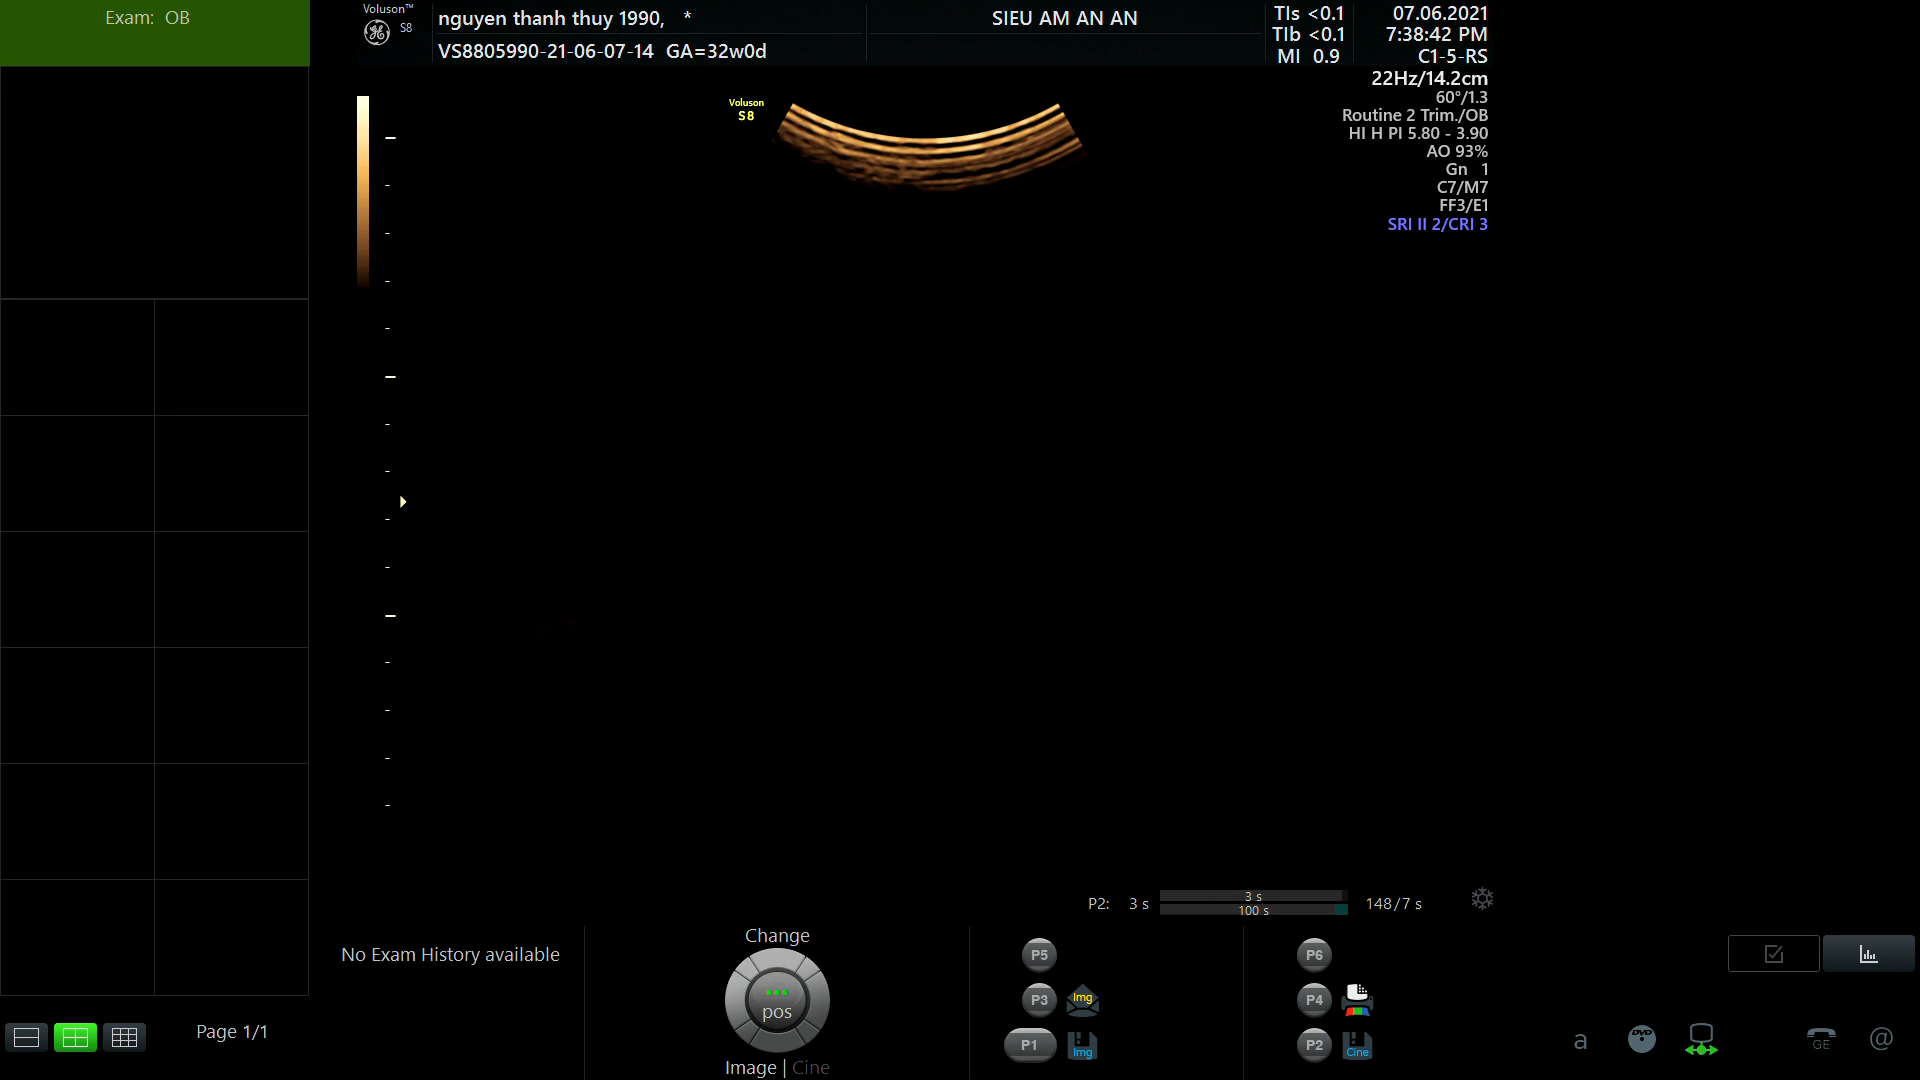 Exam: OB
Voluson™
S8
nguyen thanh thuy 1990, *
VS8805990-21-06-07-14 GA=32w0d
SIEU AM AN AN
TIs <0.1
TIb <0.1
MI 0.9
07.06.2021
7:38:42 PM
C1-5-RS
22Hz/14.2cm
60°/1.3
Routine 2 Trim./OB
HI H PI 5.80 - 3.90
AO 93%
Gn 1
C7/M7
FF3/E1
SRI II 2/CRI 3
Voluson
S8
P2: 3 s
3 s
100 s
148/7 s
No Exam History available
Change
pos
Image | Cine
P5
P3 Img
P1 Img
P6
P4
P2 Cine
Page 1/1
a
DVD
GE
@